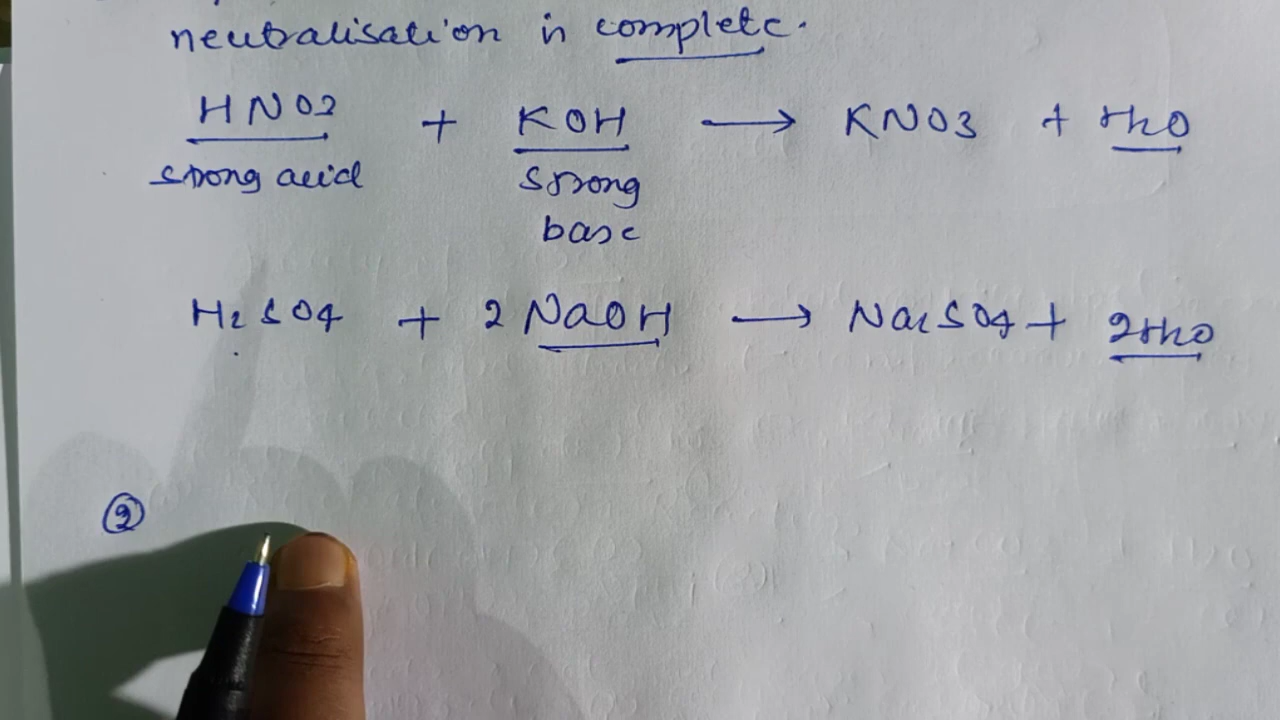 neutralisation is complete.
HNO3 + KOH → KNO3 + H2O
strong acid strong
base
H2SO4 + 2NaOH → Na2SO4 + 2H2O
②